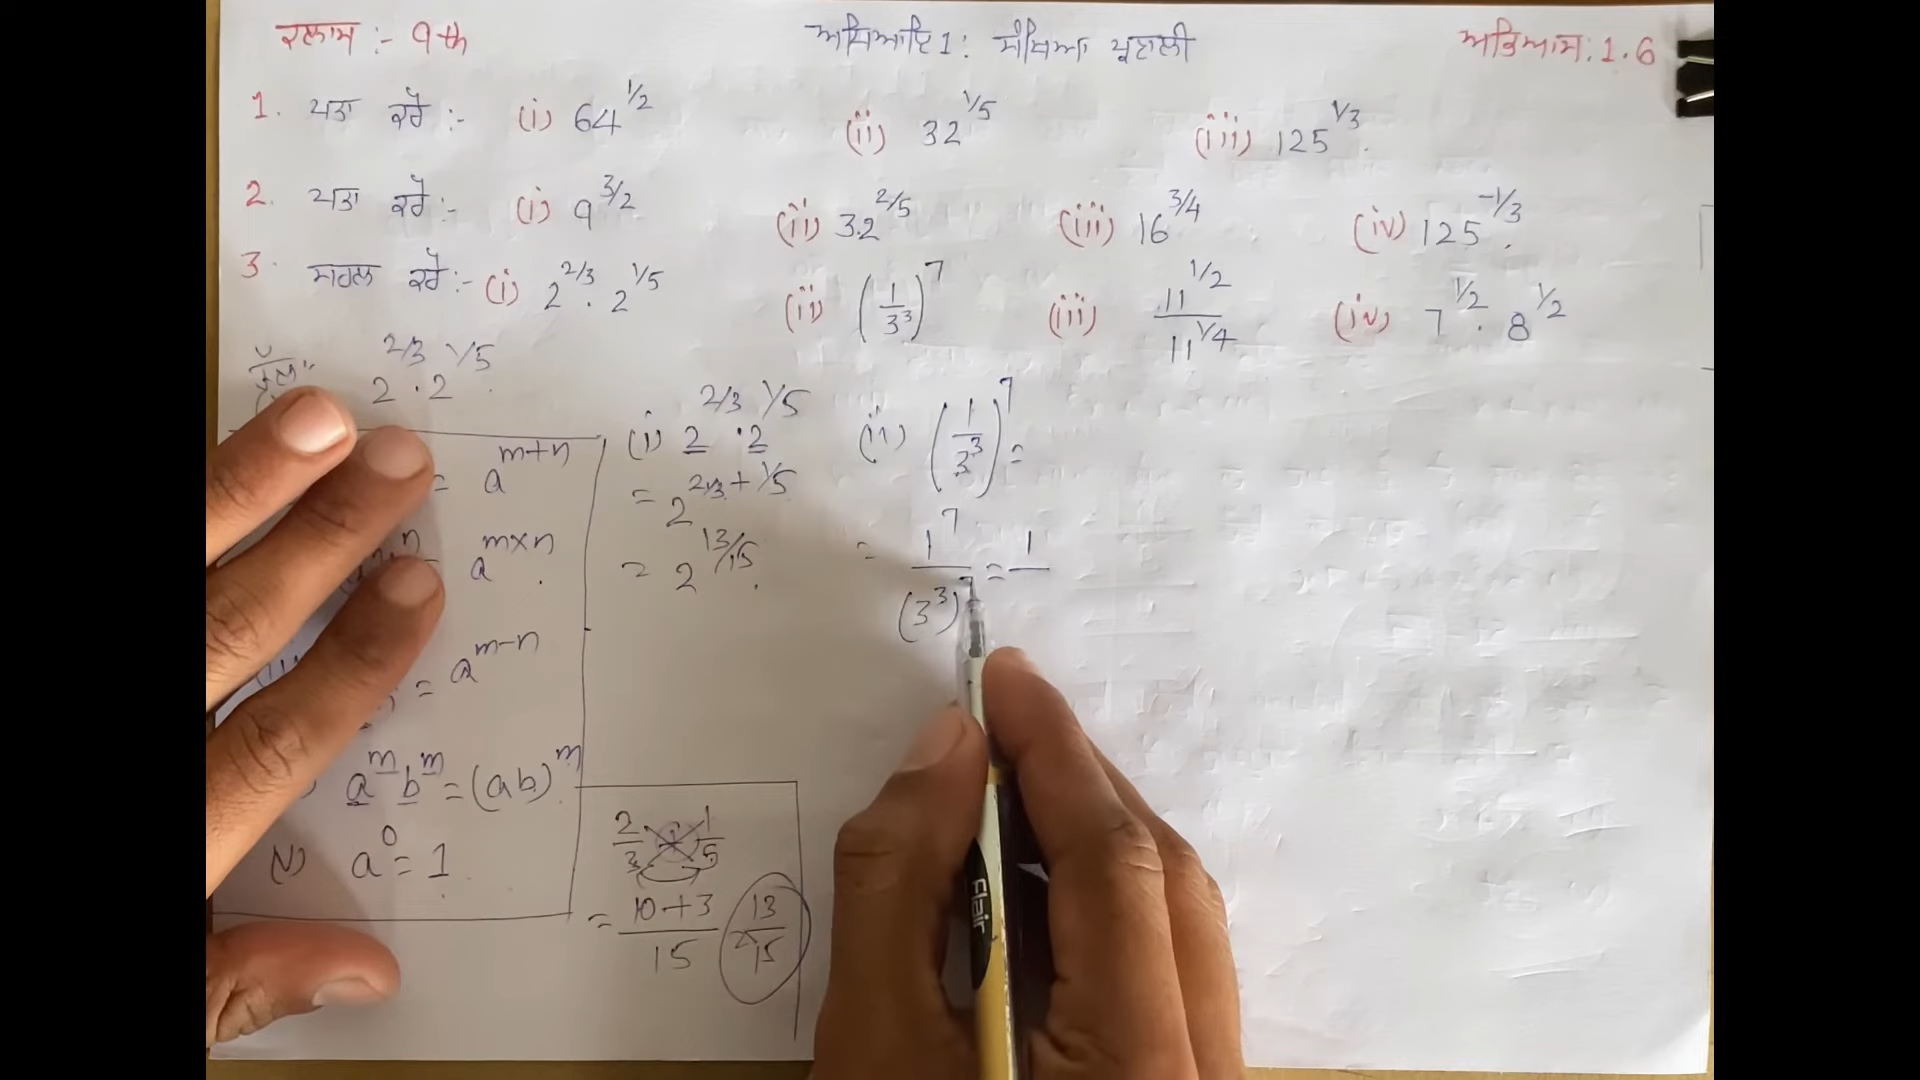 ਕਲਾਸ :- 9th ਅਧਿਆਇ 1: ਸੰਖਿਆ ਪ੍ਰਣਾਲੀ ਅਭਿਆਸ: 1.6
1. ਪਤਾ ਕਰੋ :- (i) 64^1/2 (ii) 32^1/5 (iii) 125^1/3.
2. ਪਤਾ ਕਰੋ :- (i) 9^3/2 (ii) 32^2/5 (iii) 16^3/4 (iv) 125^-1/3.
3. ਸਰਲ ਕਰੋ :- (i) 2^2/3 . 2^1/5 (ii) (1/3^3)^7 (iii) 11^1/2 / 11^1/4 (iv) 7^1/2 . 8^1/2
2^2/3 . 2^1/5
= a^m+n
a^m×n.
= a^m-n
a^m b^m = (ab)^m.
(v) a^0 = 1.
(i) 2^2/3 . 2^1/5
= 2^2/3+1/5
= 2^13/15.
2/3 1/5
= 10+3/15 13/15
(ii) (1/3^3)^7 =
= 1^7/(3^3)^7 = 1
Flair